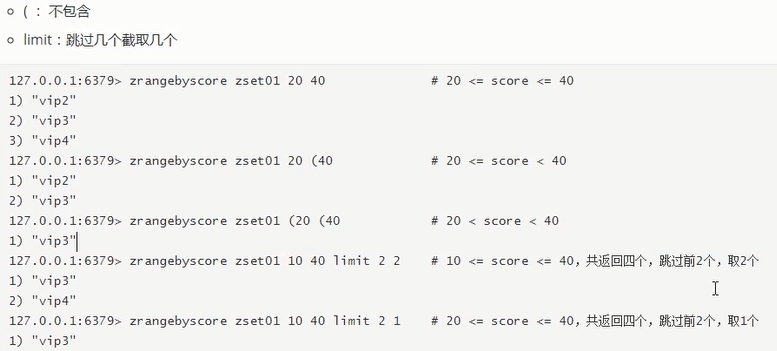 ( ： 不包含
limit：跳过几个截取几个
127.0.0.1:6379> zrangebyscore zset01 20 40 # 20 <= score <= 40
1) "vip2"
2) "vip3"
3) "vip4"
127.0.0.1:6379> zrangebyscore zset01 20 (40 # 20 <= score < 40
1) "vip2"
2) "vip3"
127.0.0.1:6379> zrangebyscore zset01 (20 (40 # 20 < score < 40
1) "vip3"
127.0.0.1:6379> zrangebyscore zset01 10 40 limit 2 2 # 10 <= score <= 40，共返回四个，跳过前2个，取2个
1) "vip3"
2) "vip4"
127.0.0.1:6379> zrangebyscore zset01 10 40 limit 2 1 # 20 <= score <= 40，共返回四个，跳过前2个，取1个
1) "vip3"